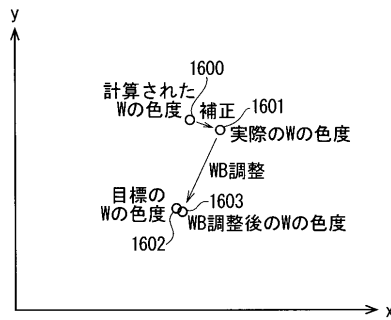 y
1600
計算された
Wの色度
補正
1601
実際のWの色度
WB調整
目標の
Wの色度
1603
WB調整後のWの色度
1602
x